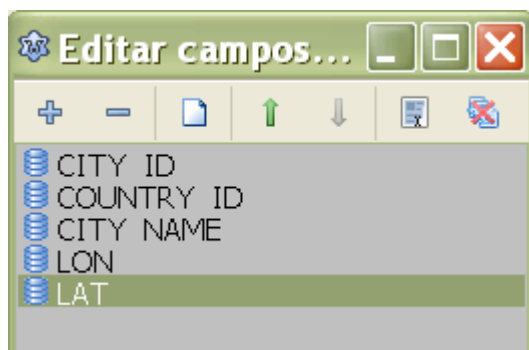 Editar campos...
CITY ID
COUNTRY ID
CITY NAME
LON
LAT